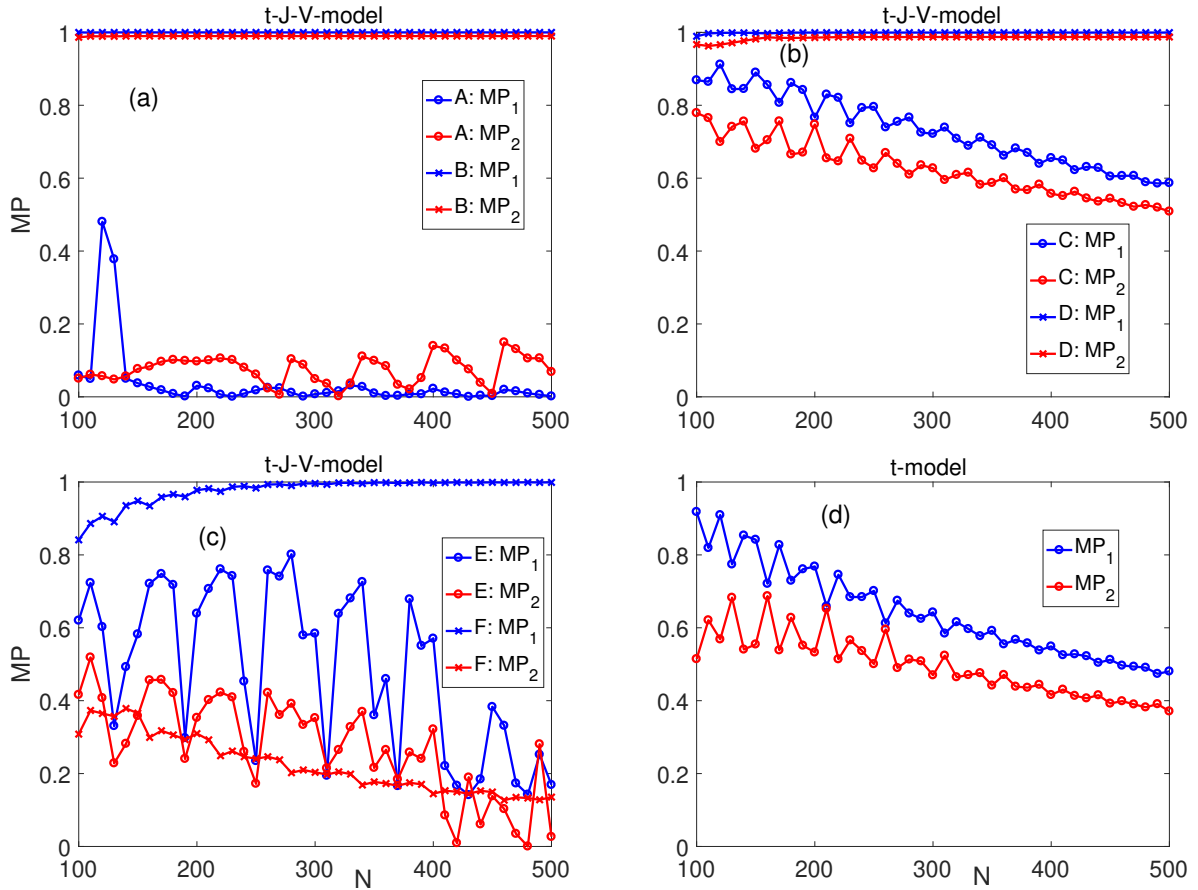 t-J-V-model
MP
1
0.8
0.6
0.4
0.2
0
(a)
A: MP1
A: MP2
B: MP1
B: MP2
100
200
300
400
500
t-J-V-model
1
0.8
0.6
0.4
0.2
0
(b)
C: MP1
C: MP2
D: MP1
D: MP2
100
200
300
400
500
t-J-V-model
MP
1
0.8
0.6
0.4
0.2
0
(c)
E: MP1
E: MP2
F: MP1
F: MP2
100
200
300
400
500
N
t-model
1
0.8
0.6
0.4
0.2
0
(d)
MP1
MP2
100
200
300
400
500
N